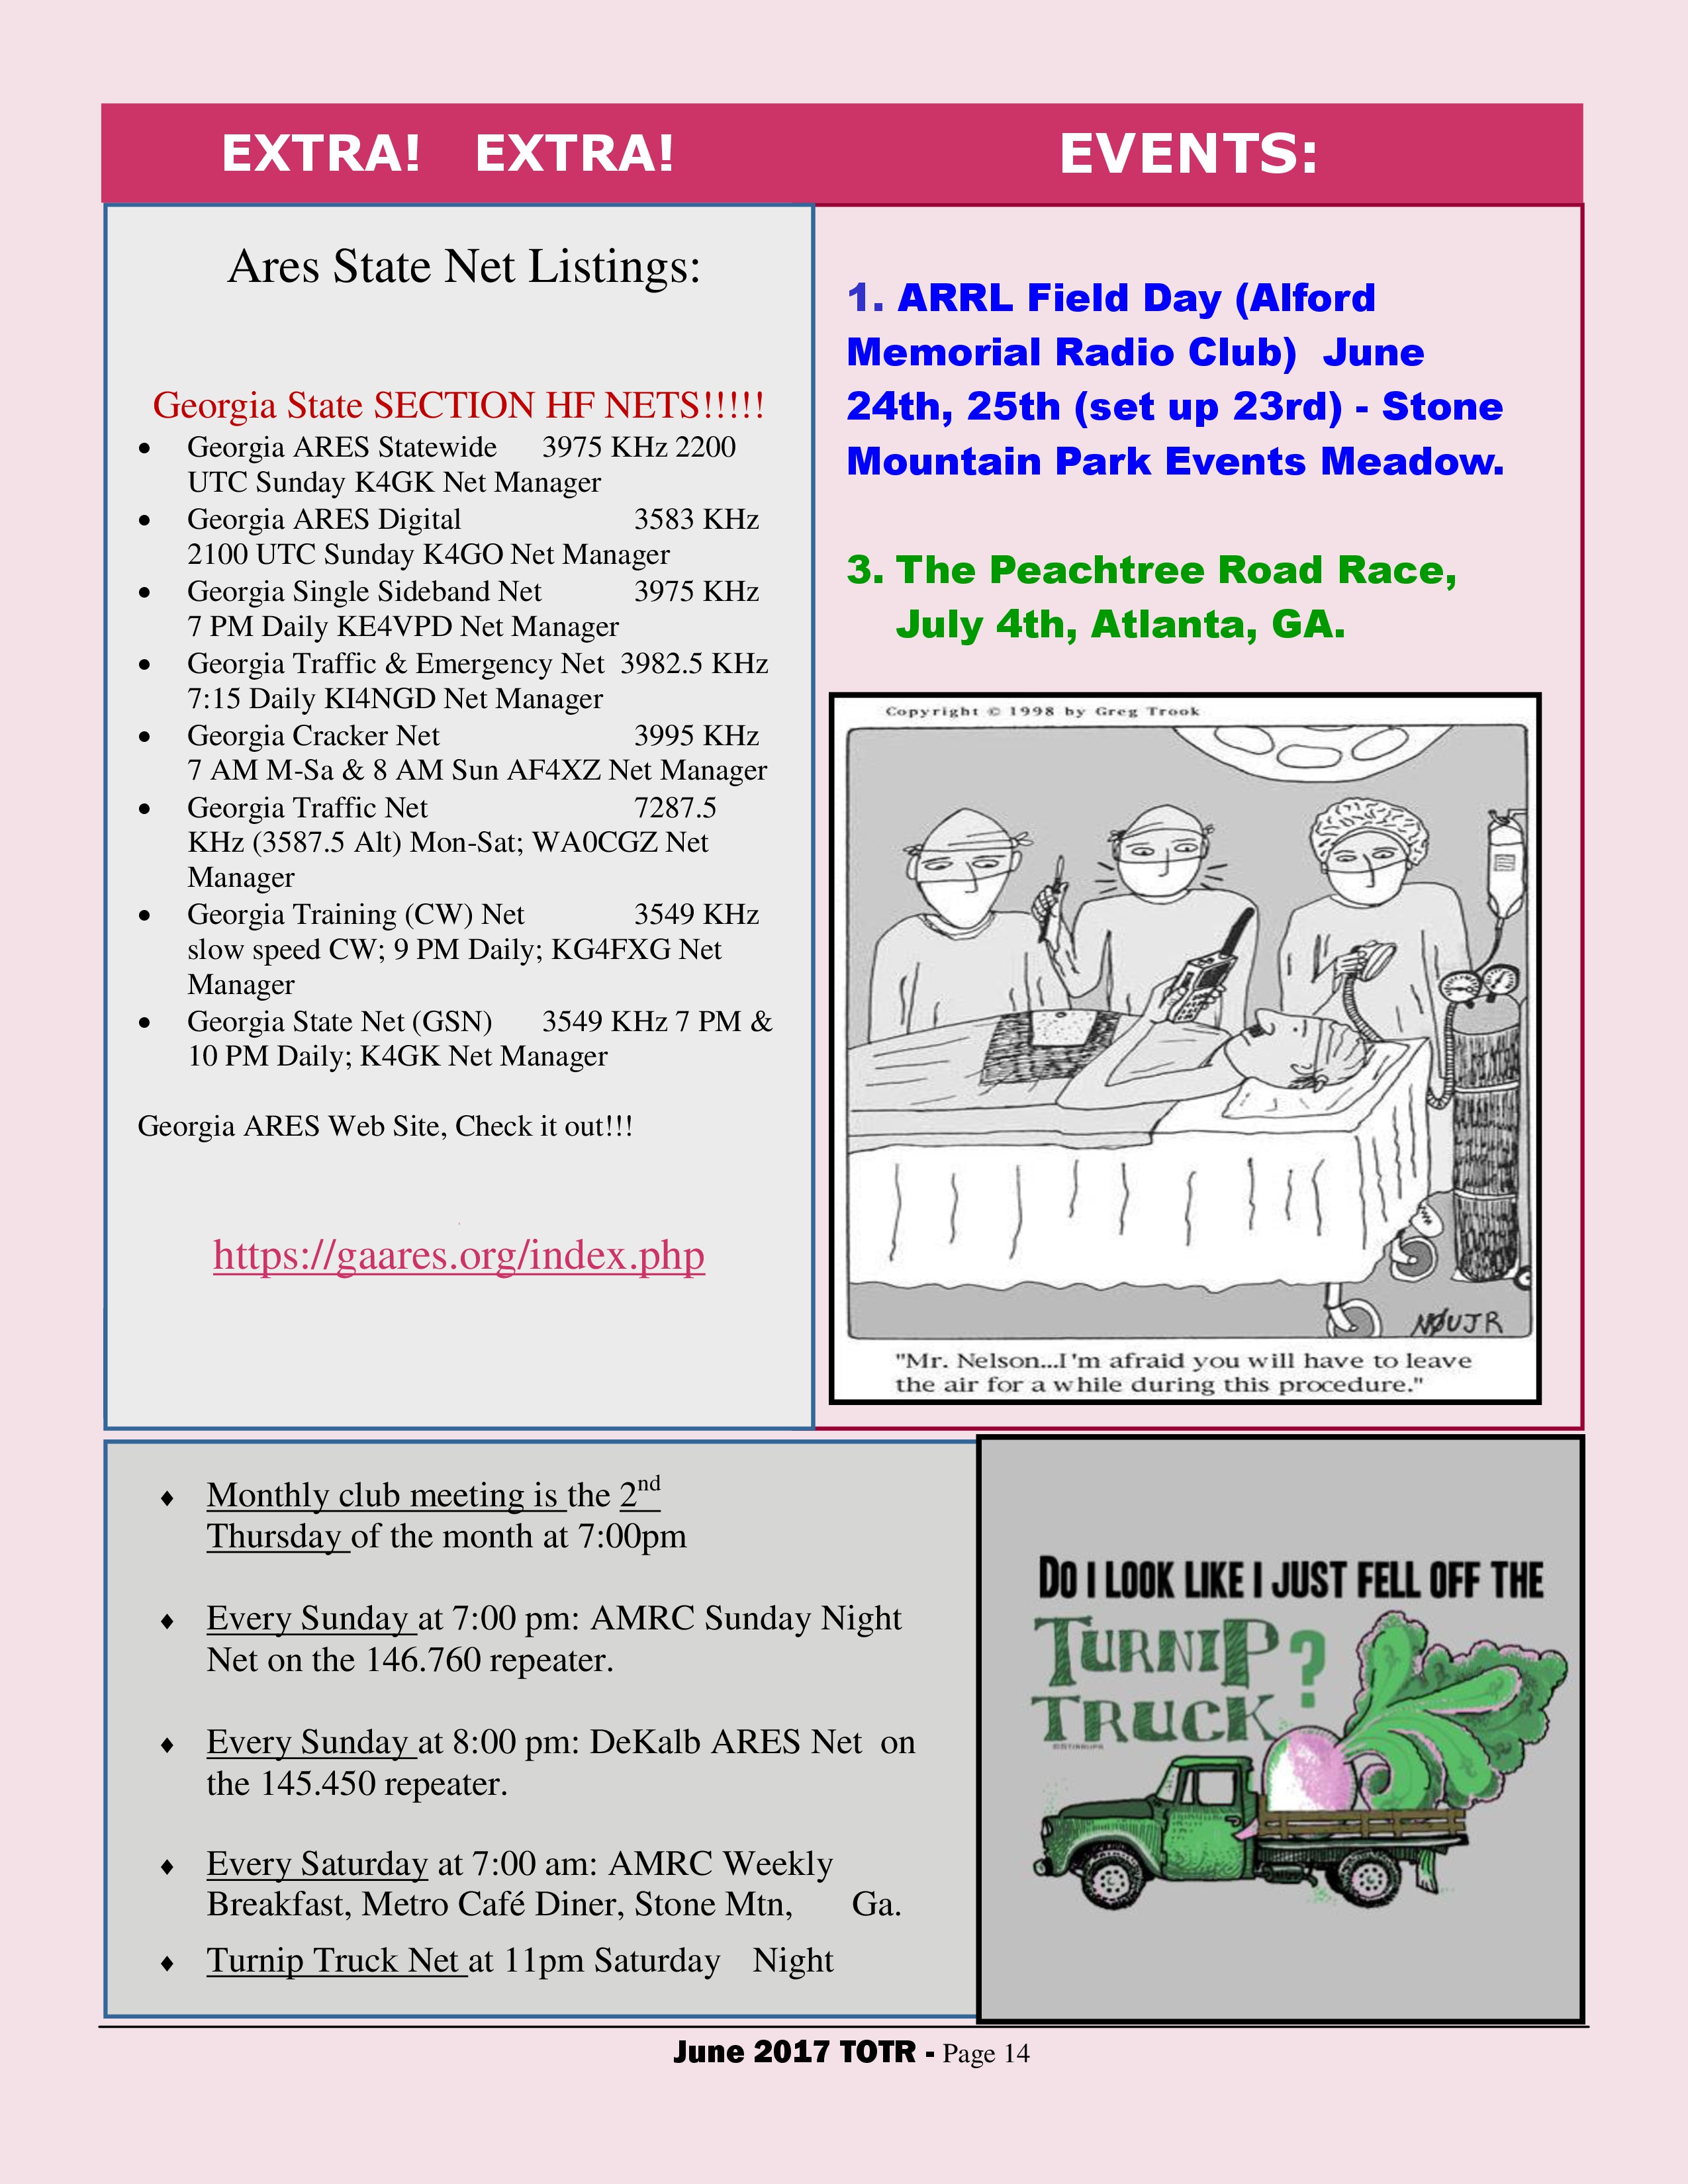 EXTRA! EXTRA!
EVENTS:
Ares State Net Listings:
Georgia State SECTION HF NETS!!!!!
• Georgia ARES Statewide 3975 KHz 2200
UTC Sunday K4GK Net Manager
• Georgia ARES Digital 3583 KHz
2100 UTC Sunday K4GO Net Manager
• Georgia Single Sideband Net 3975 KHz
7 PM Daily KE4VPD Net Manager
• Georgia Traffic & Emergency Net 3982.5 KHz
7:15 Daily KI4NGD Net Manager
• Georgia Cracker Net 3995 KHz
7 AM M-Sa & 8 AM Sun AF4XZ Net Manager
• Georgia Traffic Net 7287.5
KHz (3587.5 Alt) Mon-Sat; WA0CGZ Net
Manager
• Georgia Training (CW) Net 3549 KHz
slow speed CW; 9 PM Daily; KG4FXG Net
Manager
• Georgia State Net (GSN) 3549 KHz 7 PM &
10 PM Daily; K4GK Net Manager
Georgia ARES Web Site, Check it out!!!
https://gaares.org/index.php
1. ARRL Field Day (Alford
Memorial Radio Club) June
24th, 25th (set up 23rd) - Stone
Mountain Park Events Meadow.
3. The Peachtree Road Race,
July 4th, Atlanta, GA.
Copyright © 1998 by Greg Trook
NØUJR
"Mr. Nelson...I'm afraid you will have to leave
the air for a while during this procedure."
♦ Monthly club meeting is the 2nd
Thursday of the month at 7:00pm
♦ Every Sunday at 7:00 pm: AMRC Sunday Night
Net on the 146.760 repeater.
♦ Every Sunday at 8:00 pm: DeKalb ARES Net on
the 145.450 repeater.
♦ Every Saturday at 7:00 am: AMRC Weekly
Breakfast, Metro Café Diner, Stone Mtn, Ga.
♦ Turnip Truck Net at 11pm Saturday Night
DO I LOOK LIKE I JUST FELL OFF THE
TURNIP
TRUCK?
June 2017 TOTR - Page 14